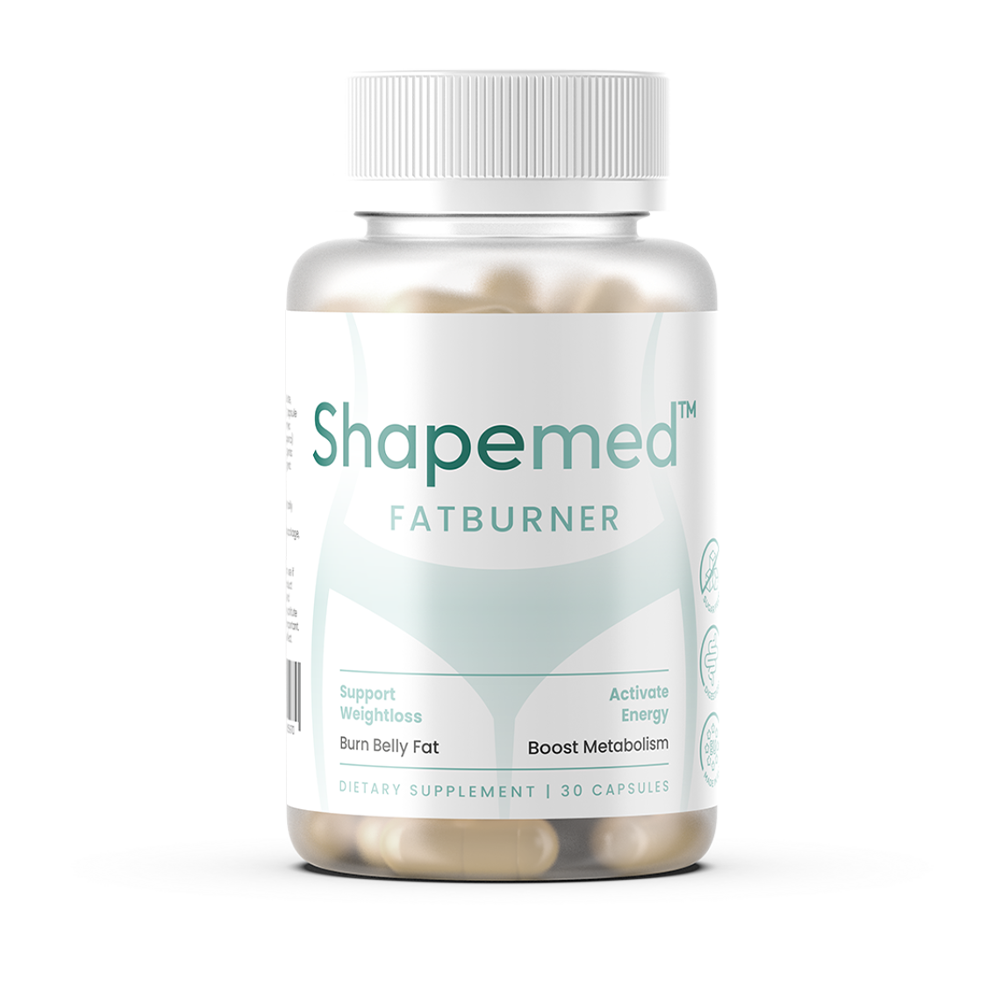 Shapemed™
FATBURNER
Support
Weightloss
Burn Belly Fat
Activate
Energy
Boost Metabolism
DIETARY SUPPLEMENT | 30 CAPSULES